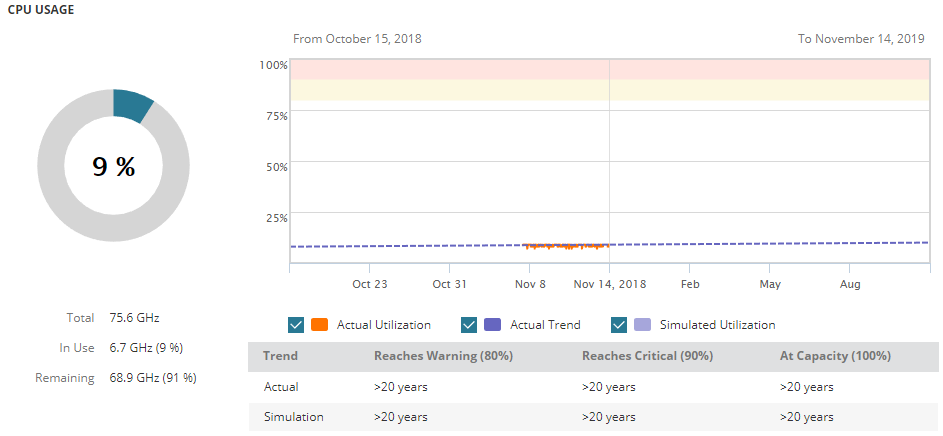 CPU USAGE
From October 15, 2018 To November 14, 2019
100%
75%
50%
25%
9 %
Oct 23 Oct 31 Nov 8 Nov 14, 2018 Feb May Aug
Total 75.6 GHz
In Use 6.7 GHz (9 %)
Remaining 68.9 GHz (91 %)
Actual Utilization Actual Trend Simulated Utilization
Trend Reaches Warning (80%) Reaches Critical (90%) At Capacity (100%)
Actual >20 years >20 years >20 years
Simulation >20 years >20 years >20 years